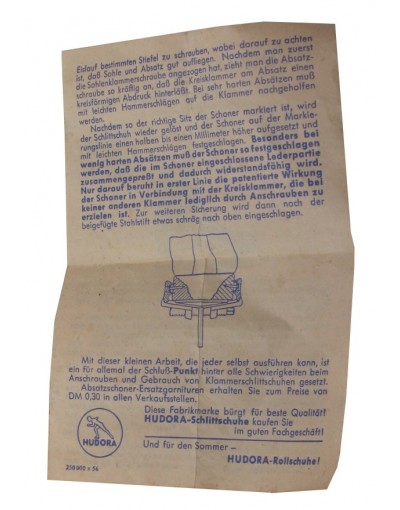 Eislauf bestimmten Stiefel zu schrauben, wobei darauf zu achten
ist, daß Sohle und Absatz gut aufliegen. Nachdem man zuerst
die Sohlenklammerschraube angezogen hat, zieht man die Absatz-
schraube so kräftig an, daß die Kreisklammer am Absatz einen
kreisförmigen Abdruck hinterläßt. Bei sehr harten Absätzen muß
mit leichten Hammerschlägen auf die Klammer nachgeholfen
werden.
Nachdem so der richtige Sitz der Schoner markiert ist, wird
der Schlittschuh wieder gelöst und der Schoner auf der Markie-
rungslinie einen halben bis einen Millimeter höher aufgesetzt und
mit leichten Hammerschlägen festgeschlagen. Besonders bei
wenig harten Absätzen muß der Schoner so festgeschlagen
werden, daß die im Schoner eingeschlossene Lederpartie
zusammengepreßt und dadurch widerstandsfähig wird.
Nur darauf beruht in erster Linie die patentierte Wirkung
der Schoner in Verbindung mit der Kreisklammer, die bei
keiner anderen Klammer lediglich durch Anschrauben zu
erzielen ist. Zur weiteren Sicherung wird dann noch der
beigefügte Stahlstift etwas schräg nach oben eingeschlagen.
Mit dieser kleinen Arbeit, die jeder selbst ausführen kann, ist
ein für allemal der Schluß-Punkt hinter alle Schwierigkeiten beim
Anschrauben und Gebrauch von Klammerschlittschuhen gesetzt.
Absatzschoner-Ersatzgarnituren erhalten Sie zum Preise von
DM 0,30 in allen Verkaufsstellen.
Diese Fabrikmarke bürgt für beste Qualität!
HUDORA-Schlittschuhe kaufen Sie
im guten Fachgeschäft!
HUDORA
Und für den Sommer –
HUDORA-Rollschuhe!
258 000 x 56